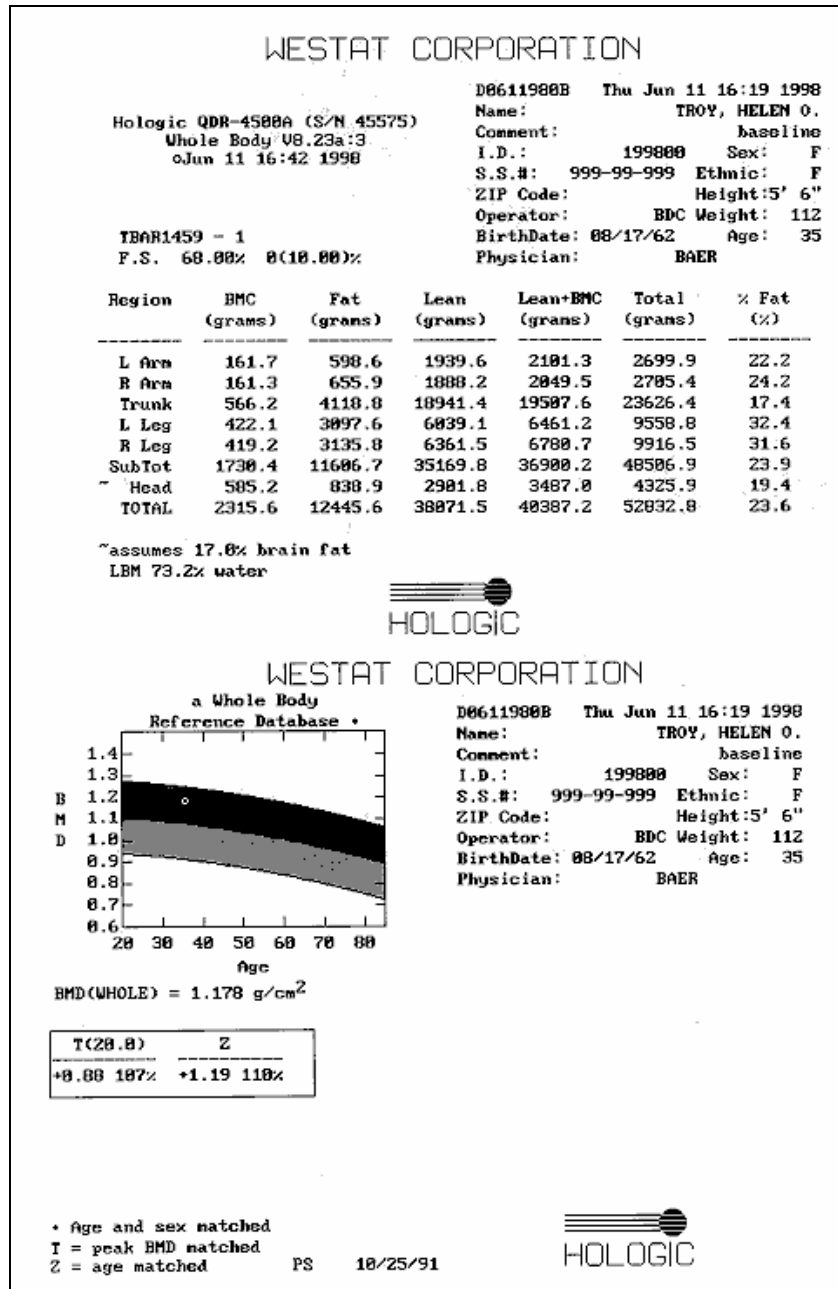 WESTAT CORPORATION
D0611980B Thu Jun 11 16:19 1998
Name: TROY, HELEN O.
Comment: baseline
I.D.: 199800 Sex: F
S.S.#: 999-99-999 Ethnic: F
ZIP Code: Height:5' 6"
Operator: BDC Weight: 112
BirthDate: 08/17/62 Age: 35
Physician: BAER
Hologic QDR-4500A (S/N 45575)
Whole Body V8.23a:3
Jun 11 16:42 1998
TBAR1459 - 1
F.S. 68.00% 0(10.00)%
Region BMC Fat Lean Lean+BMC Total % Fat
(grams) (grams) (grams) (grams) (grams) (%)
L Arm 161.7 598.6 1939.6 2101.3 2699.9 22.2
R Arm 161.3 655.9 1888.2 2049.5 2705.4 24.2
Trunk 566.2 4118.8 18941.4 19507.6 23626.4 17.4
L Leg 422.1 3097.6 6039.1 6461.2 9558.8 32.4
R Leg 419.2 3135.8 6361.5 6780.7 9916.5 31.6
SubTot 1730.4 11606.7 35169.8 36900.2 48506.9 23.9
~ Head 585.2 838.9 2901.8 3487.0 4325.9 19.4
TOTAL 2315.6 12445.6 38071.5 40387.2 52832.8 23.6
~assumes 17.0% brain fat
LBM 73.2% water
HOLOGIC
WESTAT CORPORATION
a Whole Body
Reference Database •
D0611980B Thu Jun 11 16:19 1998
Name: TROY, HELEN O.
Comment: baseline
I.D.: 199800 Sex: F
S.S.#: 999-99-999 Ethnic: F
ZIP Code: Height:5' 6"
Operator: BDC Weight: 112
BirthDate: 08/17/62 Age: 35
Physician: BAER
1.4
1.3
B 1.2
M 1.1
D 1.0
0.9
0.8
0.7
0.6
20 30 40 50 60 70 80
Age
BMD(WHOLE) = 1.178 g/cm2
T(20.0) Z
+0.88 107% +1.19 110%
• Age and sex matched
T = peak BMD matched
Z = age matched PS 10/25/91
HOLOGIC